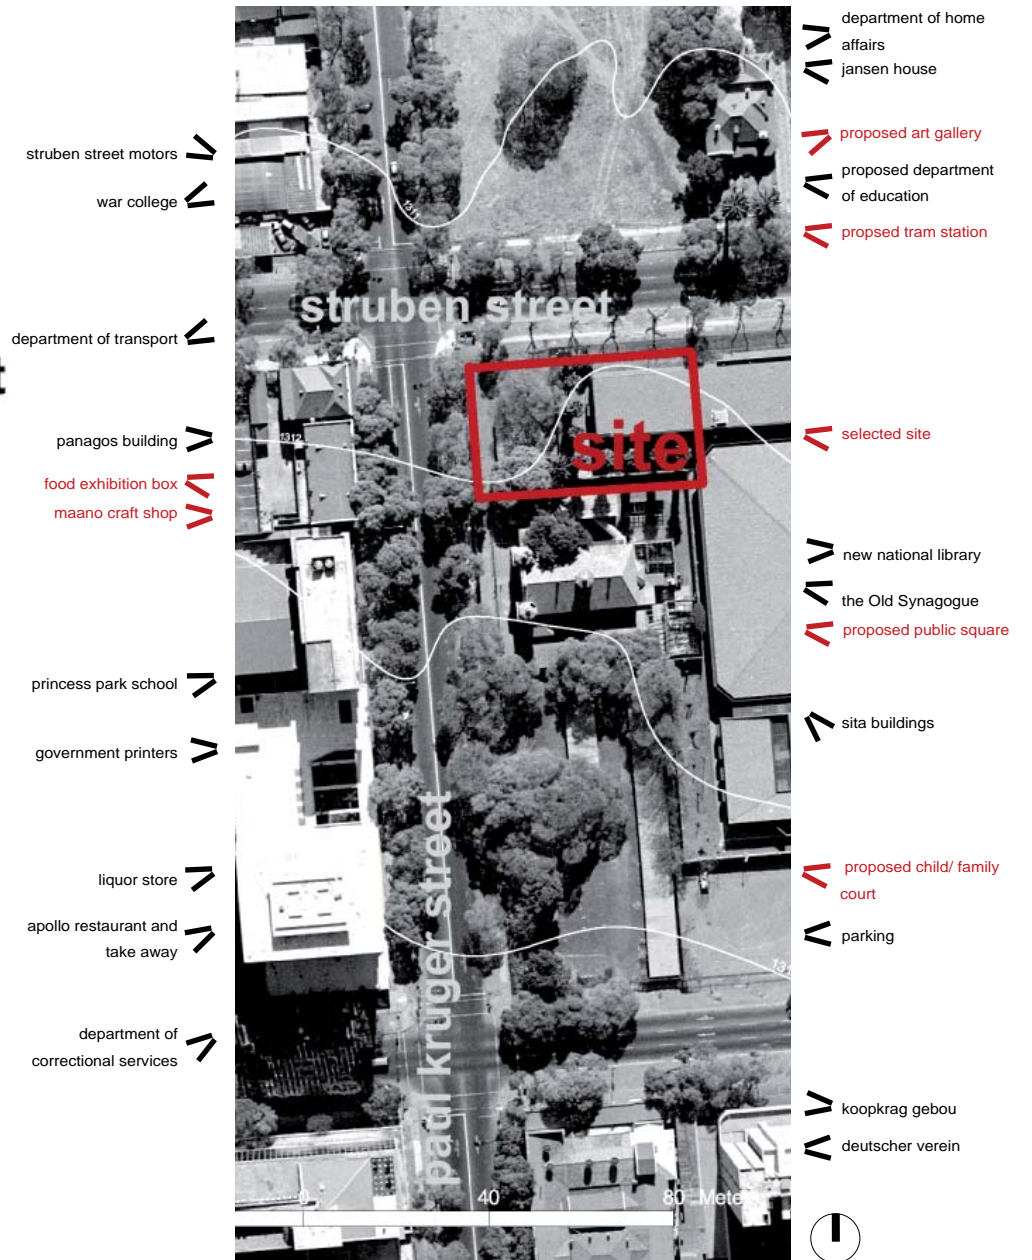 department of home
affairs
jansen house
proposed art gallery
proposed department
of education
propsed tram station
selected site
new national library
the Old Synagogue
proposed public square
sita buildings
proposed child/ family
court
parking
koopkrag gebou
deutscher verein
struben street motors
war college
department of transport
panagos building
food exhibition box
maano craft shop
princess park school
government printers
liquor store
apollo restaurant and
take away
department of
correctional services
1311
struben street
site
1312
paul kruger street
0 40 80 Meters
t